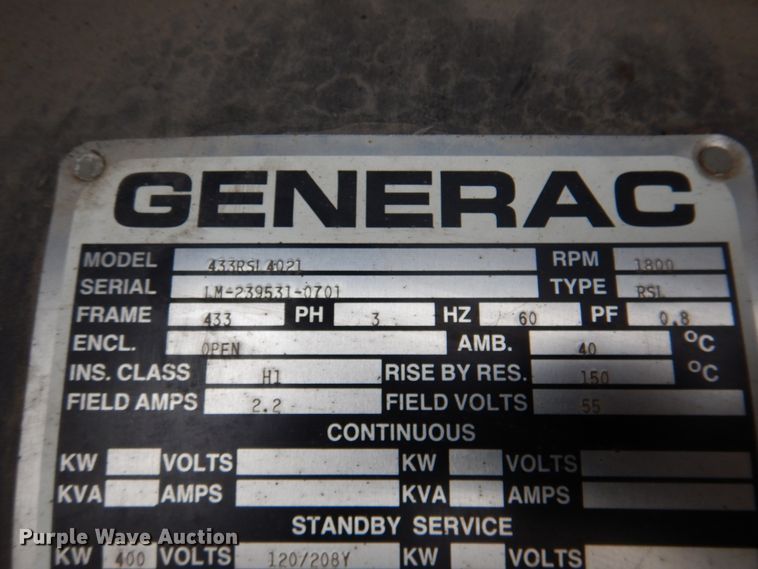 GENERAC
MODEL 433RSL4021 RPM 1800
SERIAL LM-239531-0701 TYPE RSL
FRAME 433 PH 3 HZ 60 PF 0.8
ENCL. OPEN AMB. 40 °C
INS. CLASS H1 RISE BY RES. 150 °C
FIELD AMPS 2.2 FIELD VOLTS 55
CONTINUOUS
KW VOLTS KW VOLTS
KVA AMPS KVA AMPS
STANDBY SERVICE
KW 400 VOLTS 120/208Y KW VOLTS
Purple Wave Auction